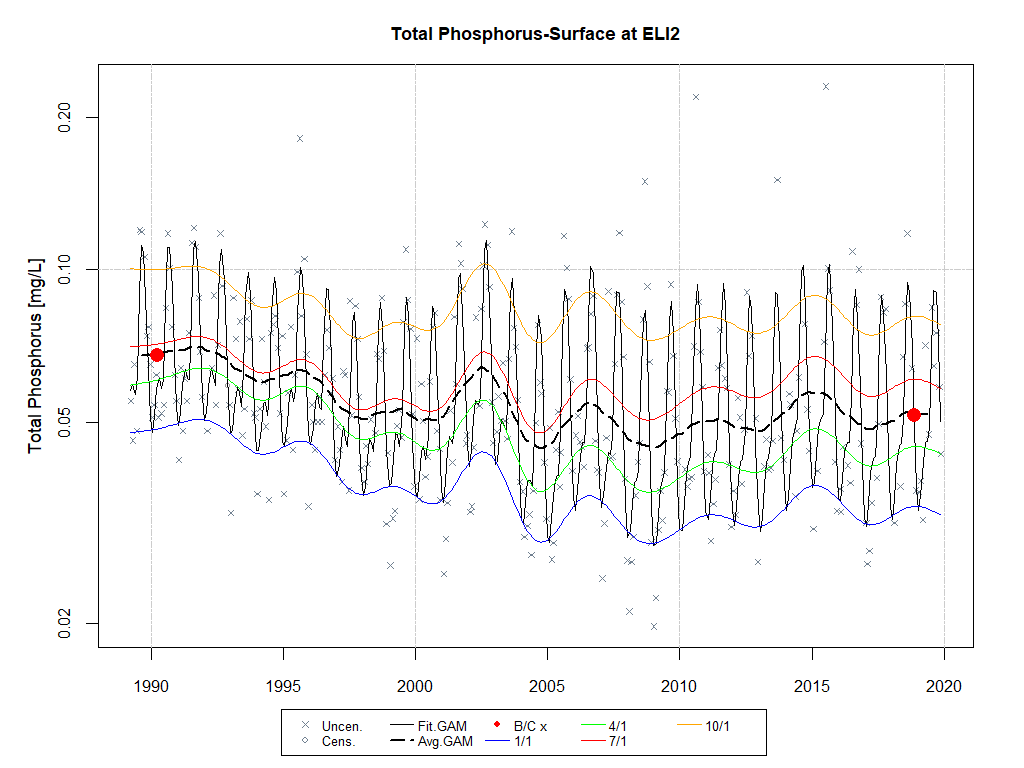 Total Phosphorus-Surface at ELI2
Total Phosphorus [mg/L]
0.20
0.10
0.05
0.02
1990 1995 2000 2005 2010 2015 2020
Uncen. Fit.GAM B/C x 4/1 10/1
Cens. Avg.GAM 1/1 7/1